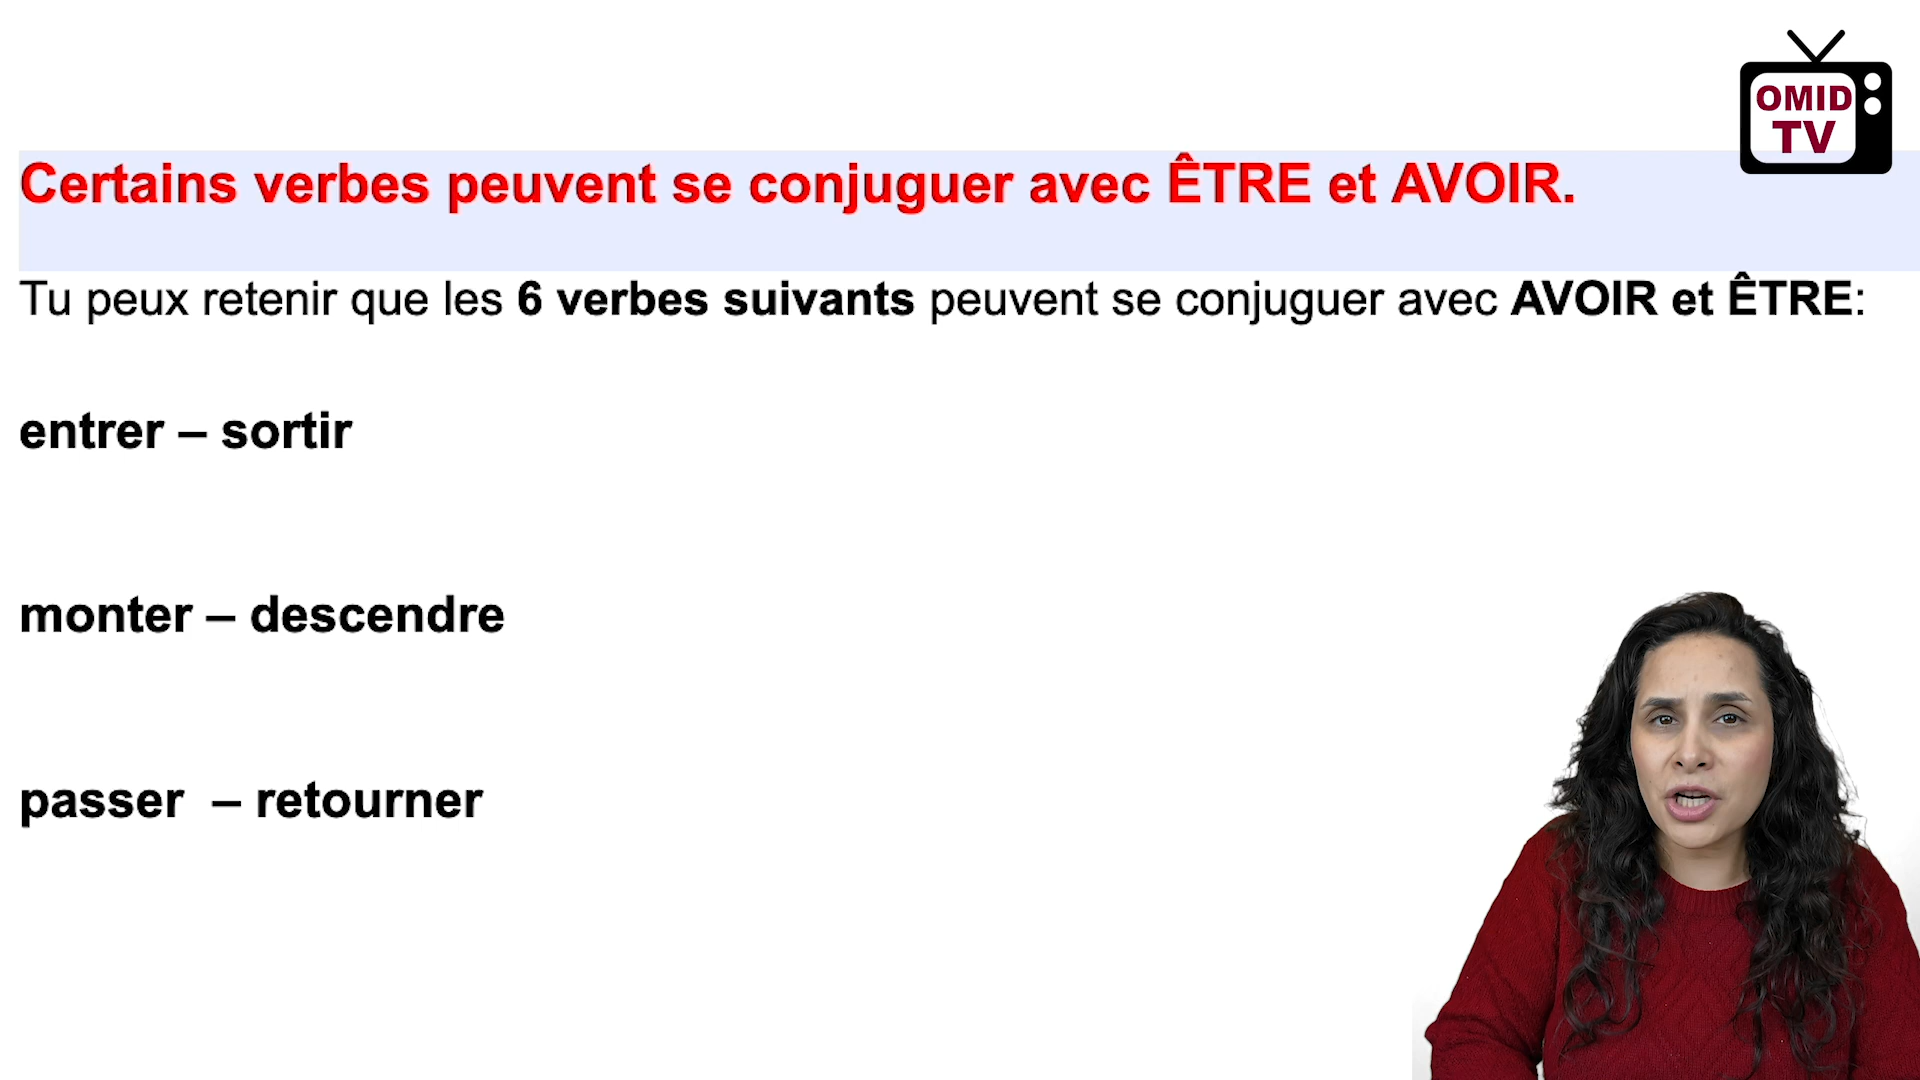 OMID
TV
Certains verbes peuvent se conjuguer avec ÊTRE et AVOIR.
Tu peux retenir que les 6 verbes suivants peuvent se conjuguer avec AVOIR et ÊTRE:
entrer – sortir
monter – descendre
passer – retourner